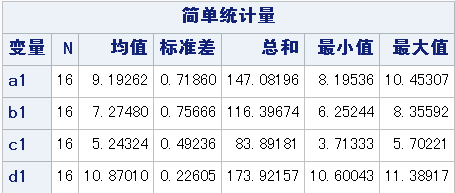 简单统计量
变量 N 均值 标准差 总和 最小值 最大值
a1 16 9.19262 0.71860 147.08196 8.19536 10.45307
b1 16 7.27480 0.75666 116.39674 6.25244 8.35592
c1 16 5.24324 0.49236 83.89181 3.71333 5.70221
d1 16 10.87010 0.22605 173.92157 10.60043 11.38917